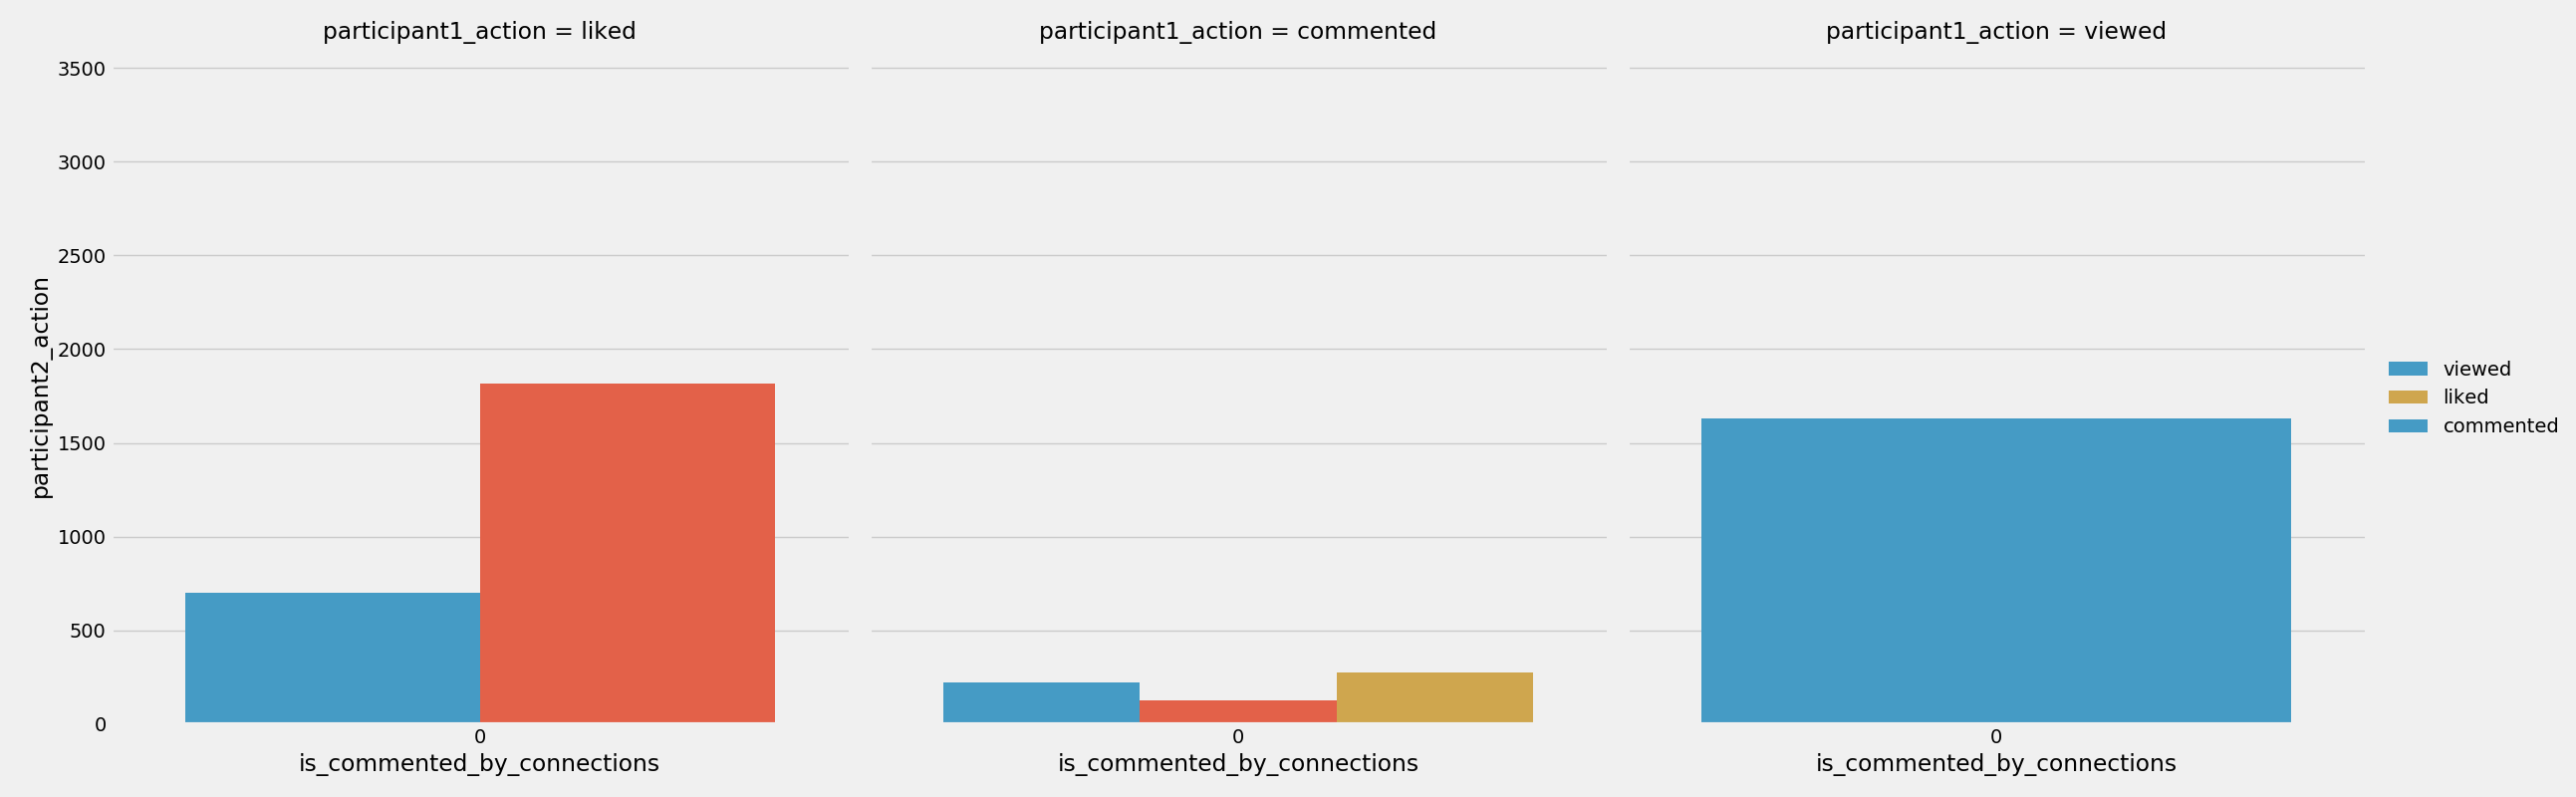 participant1_action = liked
participant1_action = commented
participant1_action = viewed
3500
3000
2500
2000
1500
1000
500
0
participant2_action
0
0
0
is_commented_by_connections
is_commented_by_connections
is_commented_by_connections
viewed
liked
commented